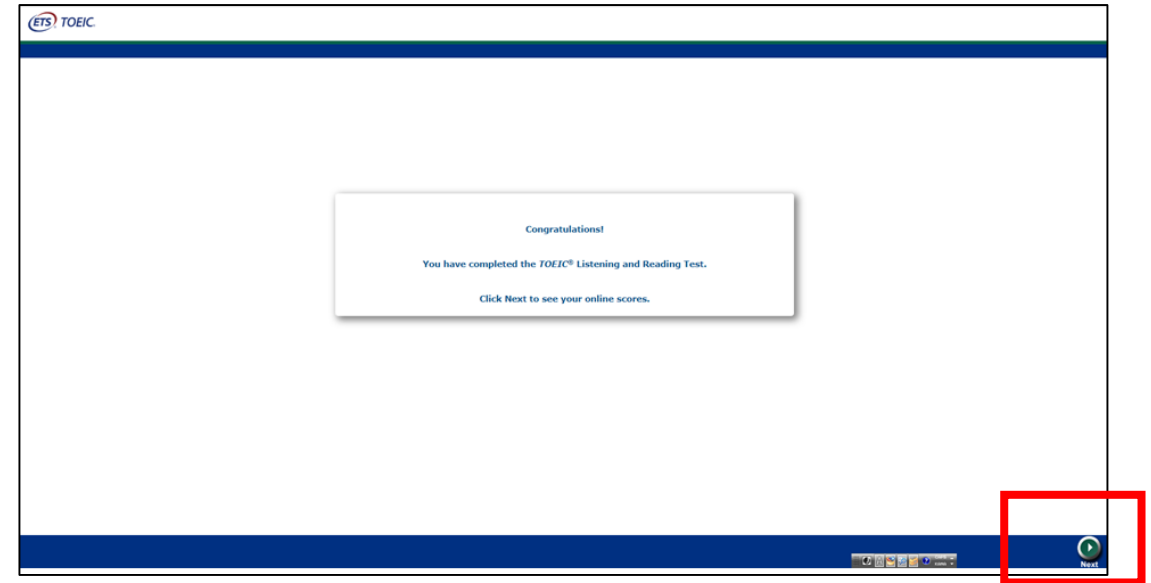 ETS TOEIC.
Congratulations!
You have completed the TOEIC® Listening and Reading Test.
Click Next to see your online scores.
Next